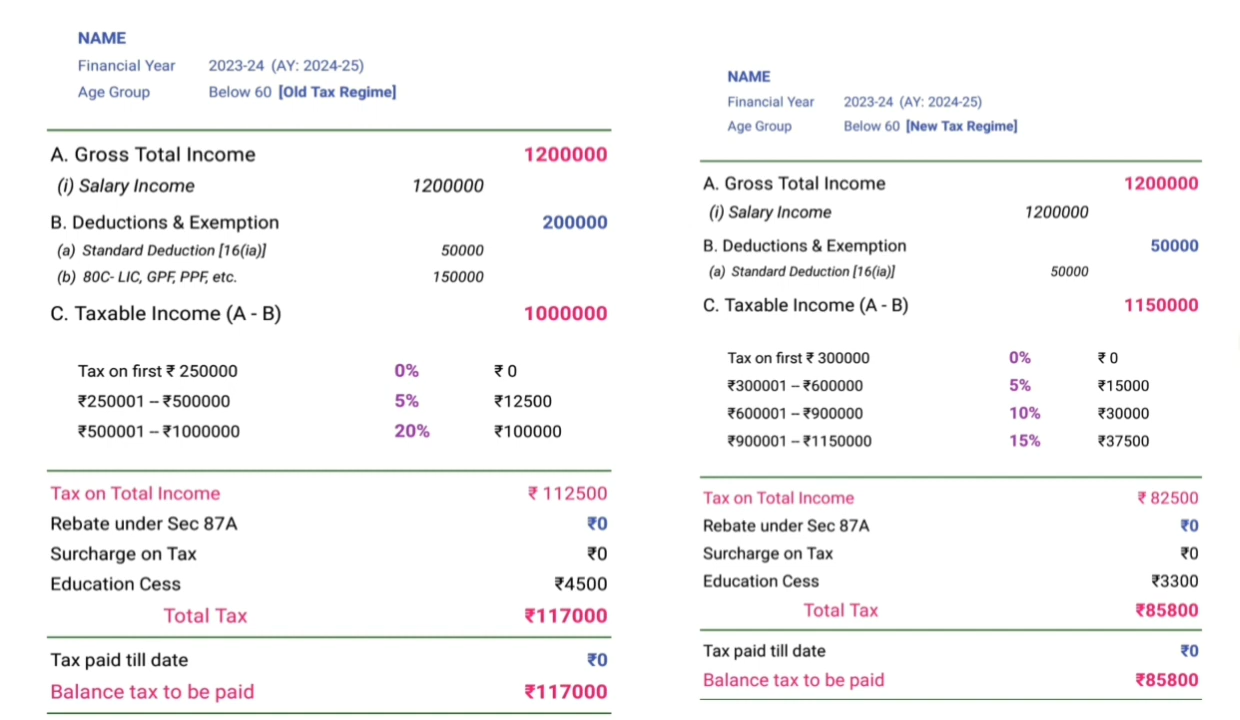 NAME
Financial Year 2023-24 (AY: 2024-25)
Age Group Below 60 [Old Tax Regime]
A. Gross Total Income 1200000
(i) Salary Income 1200000
B. Deductions & Exemption 200000
(a) Standard Deduction [16(ia)] 50000
(b) 80C- LIC, GPF, PPF, etc. 150000
C. Taxable Income (A - B) 1000000
Tax on first ₹ 250000 0% ₹ 0
₹250001 – ₹500000 5% ₹12500
₹500001 – ₹1000000 20% ₹100000
Tax on Total Income ₹ 112500
Rebate under Sec 87A ₹0
Surcharge on Tax ₹0
Education Cess ₹4500
Total Tax ₹117000
Tax paid till date ₹0
Balance tax to be paid ₹117000
NAME
Financial Year 2023-24 (AY: 2024-25)
Age Group Below 60 [New Tax Regime]
A. Gross Total Income 1200000
(i) Salary Income 1200000
B. Deductions & Exemption 50000
(a) Standard Deduction [16(ia)] 50000
C. Taxable Income (A - B) 1150000
Tax on first ₹ 300000 0% ₹ 0
₹300001 – ₹600000 5% ₹15000
₹600001 – ₹900000 10% ₹30000
₹900001 – ₹1150000 15% ₹37500
Tax on Total Income ₹ 82500
Rebate under Sec 87A ₹0
Surcharge on Tax ₹0
Education Cess ₹3300
Total Tax ₹85800
Tax paid till date ₹0
Balance tax to be paid ₹85800